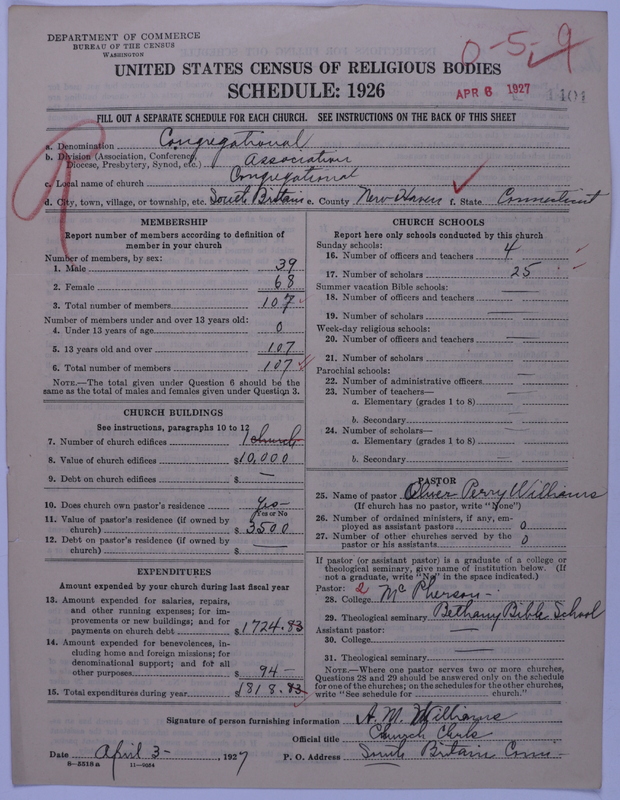 DEPARTMENT OF COMMERCE
BUREAU OF THE CENSUS
WASHINGTON
0-5-9
UNITED STATES CENSUS OF RELIGIOUS BODIES
SCHEDULE: 1926
APR 6 1927
FILL OUT A SEPARATE SCHEDULE FOR EACH CHURCH. SEE INSTRUCTIONS ON THE BACK OF THIS SHEET
R
a. Denomination Congregational
b. Division (Association, Conference, Diocese, Presbytery, Synod, etc.) Association
c. Local name of church Congregational
d. City, town, village, or township, etc. South Britain e. County New Haven f. State Connecticut
MEMBERSHIP
Report number of members according to definition of
member in your church
Number of members, by sex:
1. Male 39
2. Female 68
3. Total number of members 107
Number of members under and over 13 years old:
4. Under 13 years of age 0
5. 13 years old and over 107
6. Total number of members 107
NOTE.—The total given under Question 6 should be the
same as the total of males and females given under Question 3.
CHURCH BUILDINGS
See instructions, paragraphs 10 to 12
7. Number of church edifices 1 church
8. Value of church edifices $10,000
9. Debt on church edifices $ —
10. Does church own pastor's residence Yes—
Yes or No
11. Value of pastor's residence (if owned by
church) $ 3500
12. Debt on pastor's residence (if owned by
church) $ —
EXPENDITURES
Amount expended by your church during last fiscal year
13. Amount expended for salaries, repairs,
and other running expenses; for im-
provements or new buildings; and for
payments on church debt $1724.83
14. Amount expended for benevolences, in-
cluding home and foreign missions; for
denominational support; and for all
other purposes $ 94—
15. Total expenditures during year $1818.83
CHURCH SCHOOLS
Report here only schools conducted by this church
Sunday schools:
16. Number of officers and teachers 4
17. Number of scholars 25
Summer vacation Bible schools:
18. Number of officers and teachers —
19. Number of scholars —
Week-day religious schools:
20. Number of officers and teachers —
21. Number of scholars —
Parochial schools:
22. Number of administrative officers —
23. Number of teachers—
a. Elementary (grades 1 to 8) —
b. Secondary —
24. Number of scholars—
a. Elementary (grades 1 to 8) —
b. Secondary —
PASTOR
25. Name of pastor Oliver Perry Williams
(If church has no pastor, write "None")
26. Number of ordained ministers, if any, em-
ployed as assistant pastors 0
27. Number of other churches served by the
pastor or his assistants 0
If pastor (or assistant pastor) is a graduate of a college or
theological seminary, give name of institution below. (If
not a graduate, write "No" in the space indicated.)
Pastor: 2
28. College McPherson—
29. Theological seminary Bethany Bible School
Assistant pastor:
30. College —
31. Theological seminary —
NOTE.—Where one pastor serves two or more churches,
Questions 28 and 29 should be answered only on the schedule
for one of the churches; on the schedules for the other churches,
write "See schedule for church."
Signature of person furnishing information A. M. Williams
Official title Church Clerk
Date April 3—, 1927 P. O. Address South Britain Conn—
8—5518a 11—9034